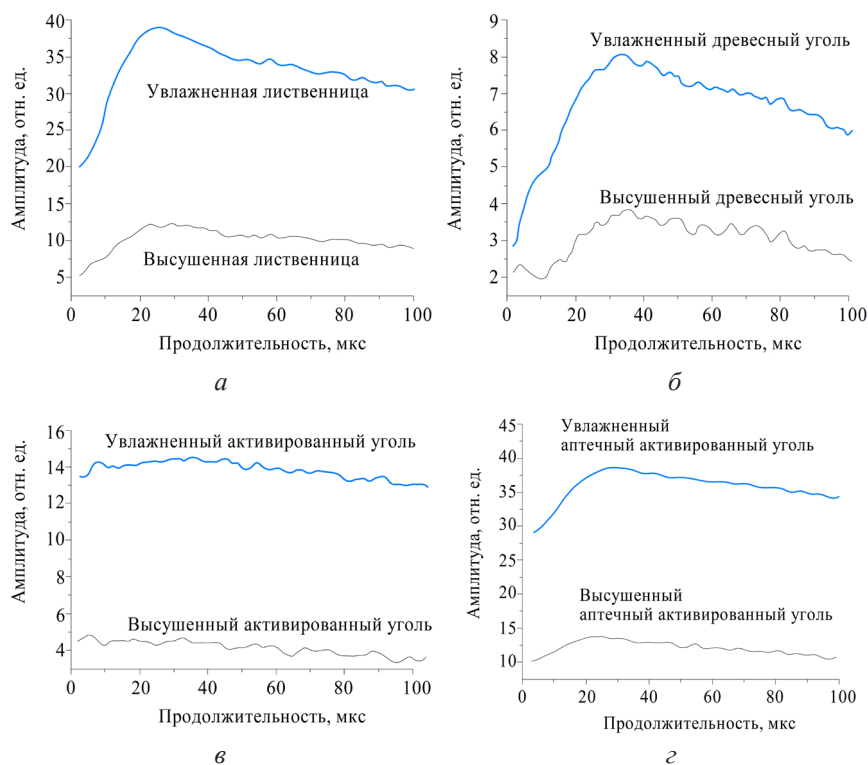 40
35
30
25
20
15
10
5
Амплитуда, отн. ед.
Увлажненная лиственница
Высушенная лиственница
0 20 40 60 80 100
Продолжительность, мкс
а
9
8
7
6
5
4
3
2
Амплитуда, отн. ед.
Увлажненный древесный уголь
Высушенный древесный уголь
0 20 40 60 80 100
Продолжительность, мкс
б
16
14
12
10
8
6
4
Амплитуда, отн. ед.
Увлажненный активированный уголь
Высушенный активированный уголь
0 20 40 60 80 100
Продолжительность, мкс
в
45
40
35
30
25
20
15
10
Амплитуда, отн. ед.
Увлажненный
аптечный активированный уголь
Высушенный
аптечный активированный уголь
0 20 40 60 80 100
Продолжительность, мкс
г